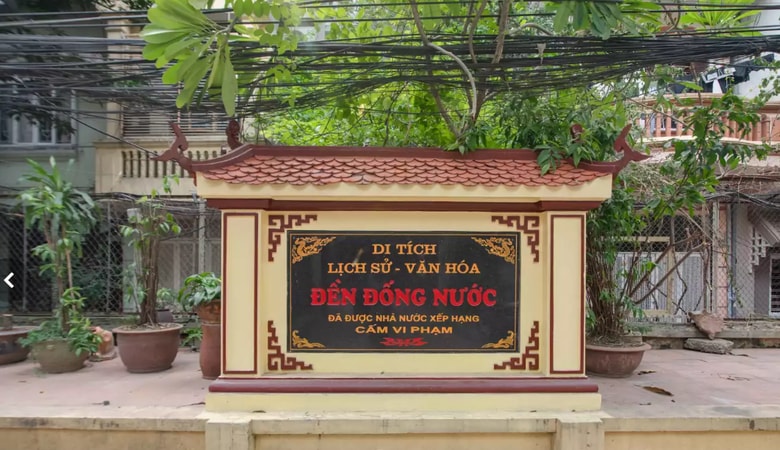 DI TÍCH
LỊCH SỬ - VĂN HÓA
ĐỀN ĐỐNG NƯỚC
ĐÃ ĐƯỢC NHÀ NƯỚC XẾP HẠNG
CẤM VI PHẠM